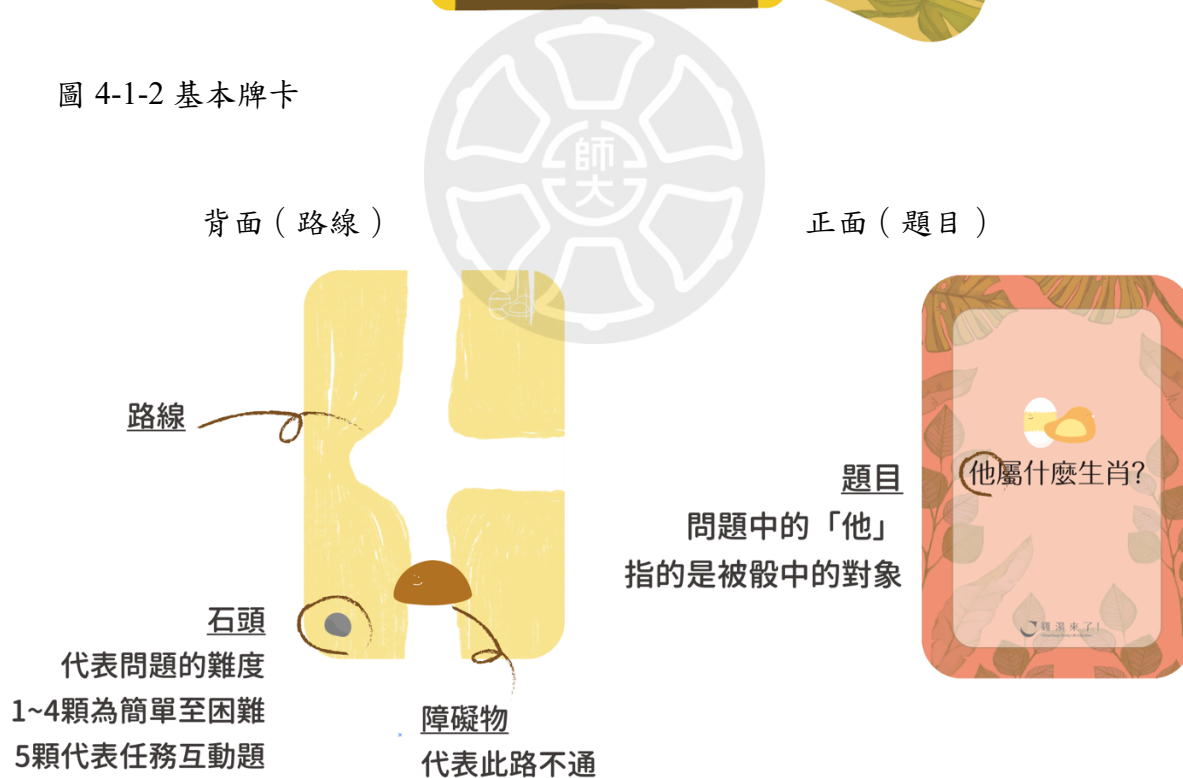 圖 4-1-2 基本牌卡
師大
背面（路線）
正面（題目）
路線
題目
問題中的「他」
指的是被骰中的對象
他屬什麼生肖?
石頭
代表問題的難度
1~4顆為簡單至困難
5顆代表任務互動題
障礙物
代表此路不通
雞湯來了!